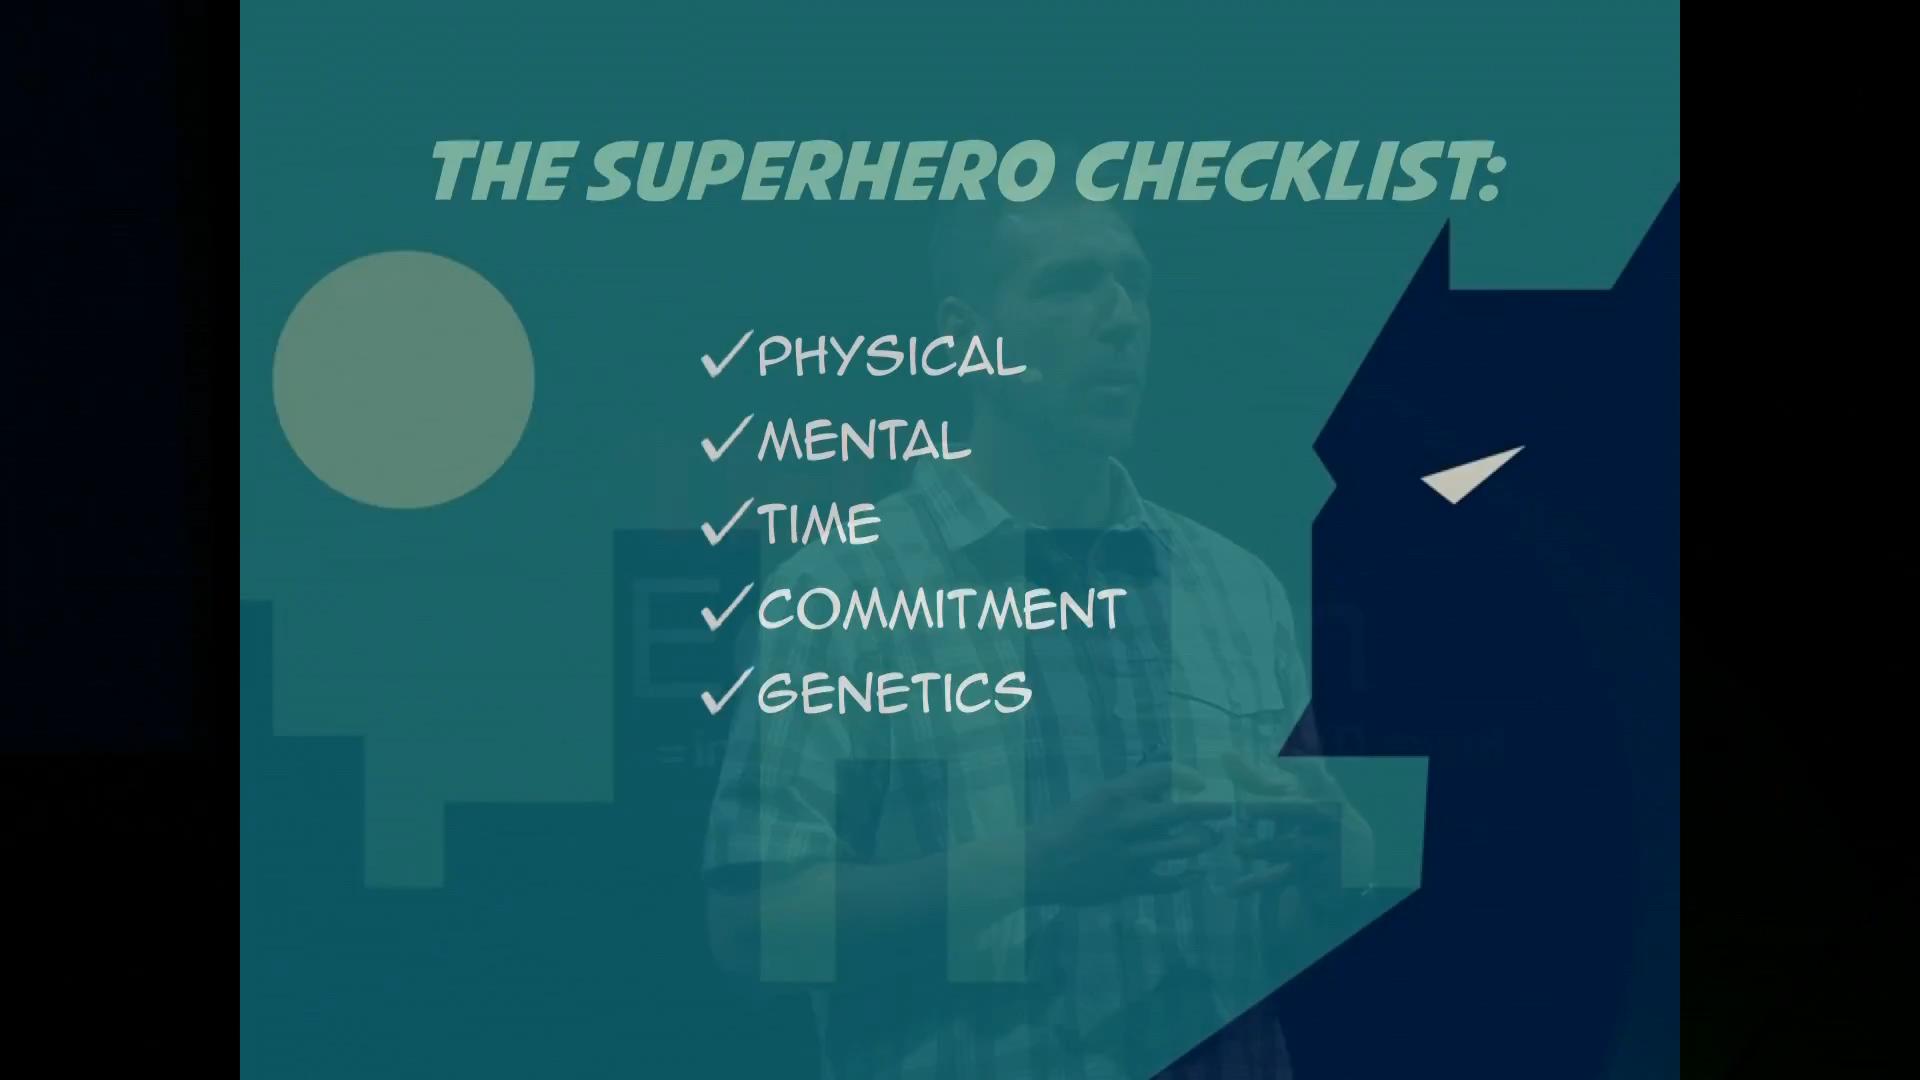 THE SUPERHERO CHECKLIST:
✓PHYSICAL
✓MENTAL
✓TIME
✓COMMITMENT
✓GENETICS